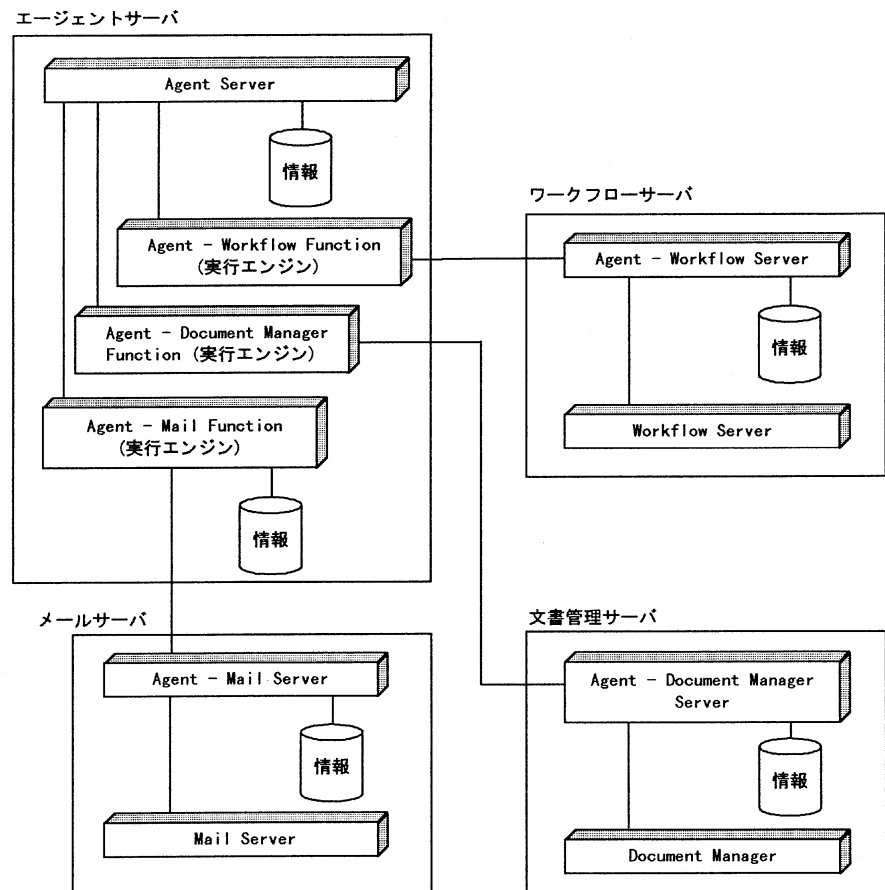 エージェントサーバ
Agent Server
情報
Agent － Workflow Function
(実行エンジン)
Agent － Document Manager
Function (実行エンジン)
Agent － Mail Function
(実行エンジン)
情報
ワークフローサーバ
Agent － Workflow Server
情報
Workflow Server
メールサーバ
Agent － Mail Server
情報
Mail Server
文書管理サーバ
Agent － Document Manager
Server
情報
Document Manager